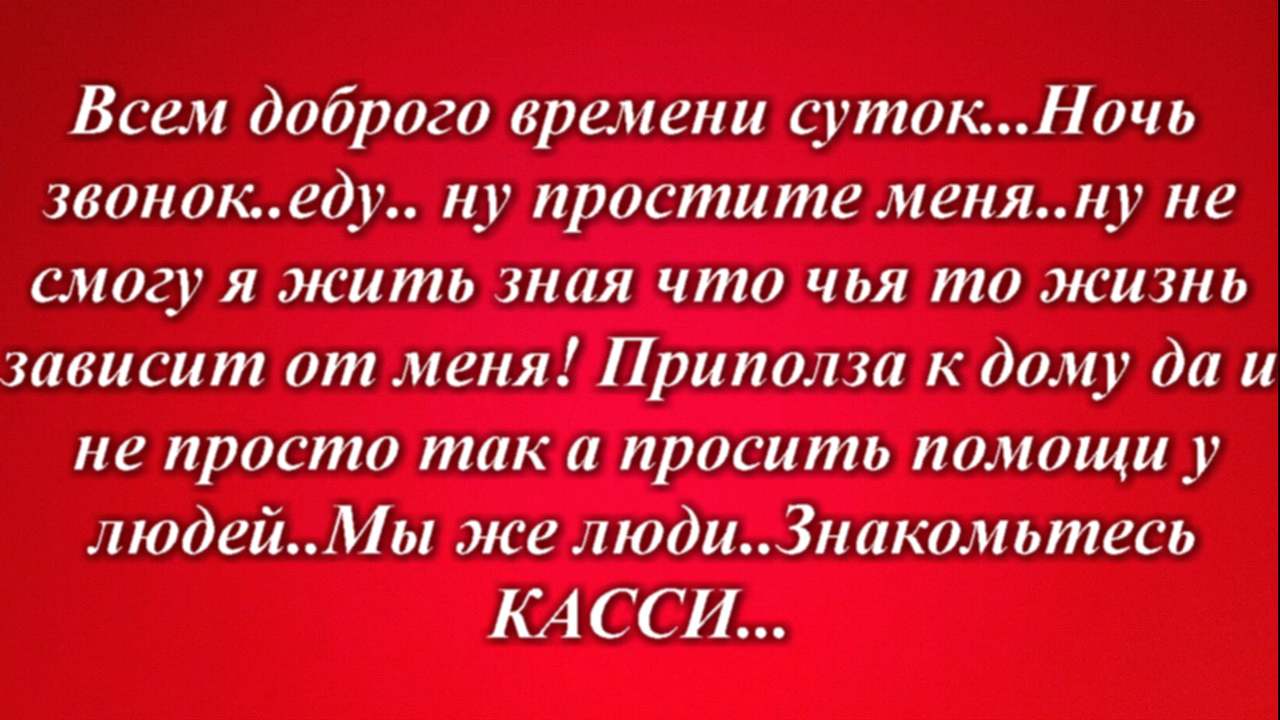 Всем доброго времени суток...Ночь
звонок..еду.. ну простите меня..ну не
смогу я жить зная что чья то жизнь
зависит от меня! Приполза к дому да и
не просто так а просить помощи у
людей..Мы же люди..Знакомьтесь
КАССИ...